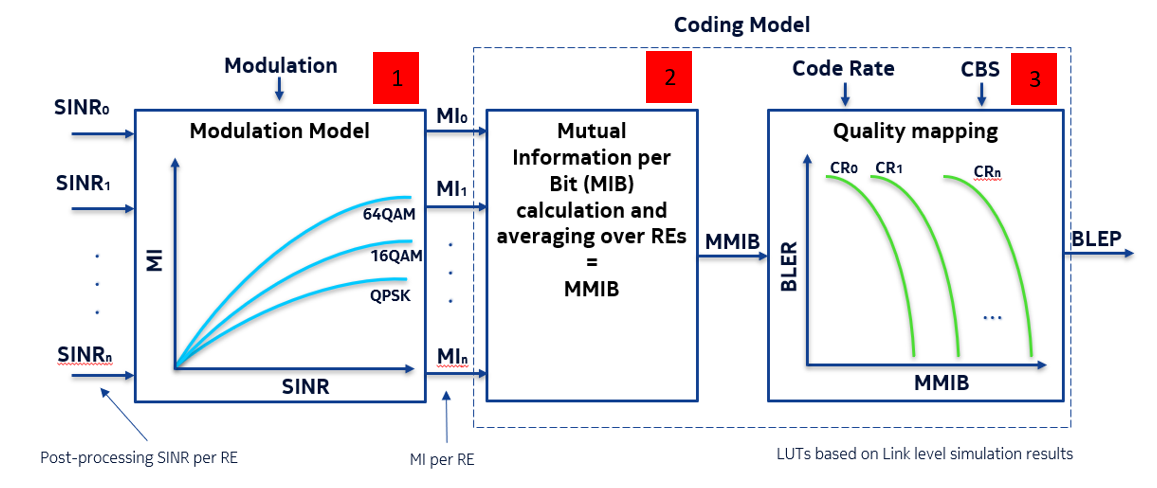 Coding Model
Modulation
1
2
Code Rate
CBS
3
SINR0
SINR1
SINRn
Modulation Model
MI
64QAM
16QAM
QPSK
SINR
MI0
MI1
MIn
Mutual
Information per
Bit (MIB)
calculation and
averaging over REs
=
MMIB
MMIB
Quality mapping
CR0
CR1
CRn
BLER
...
MMIB
BLEP
Post-processing SINR per RE
MI per RE
LUTs based on Link level simulation results